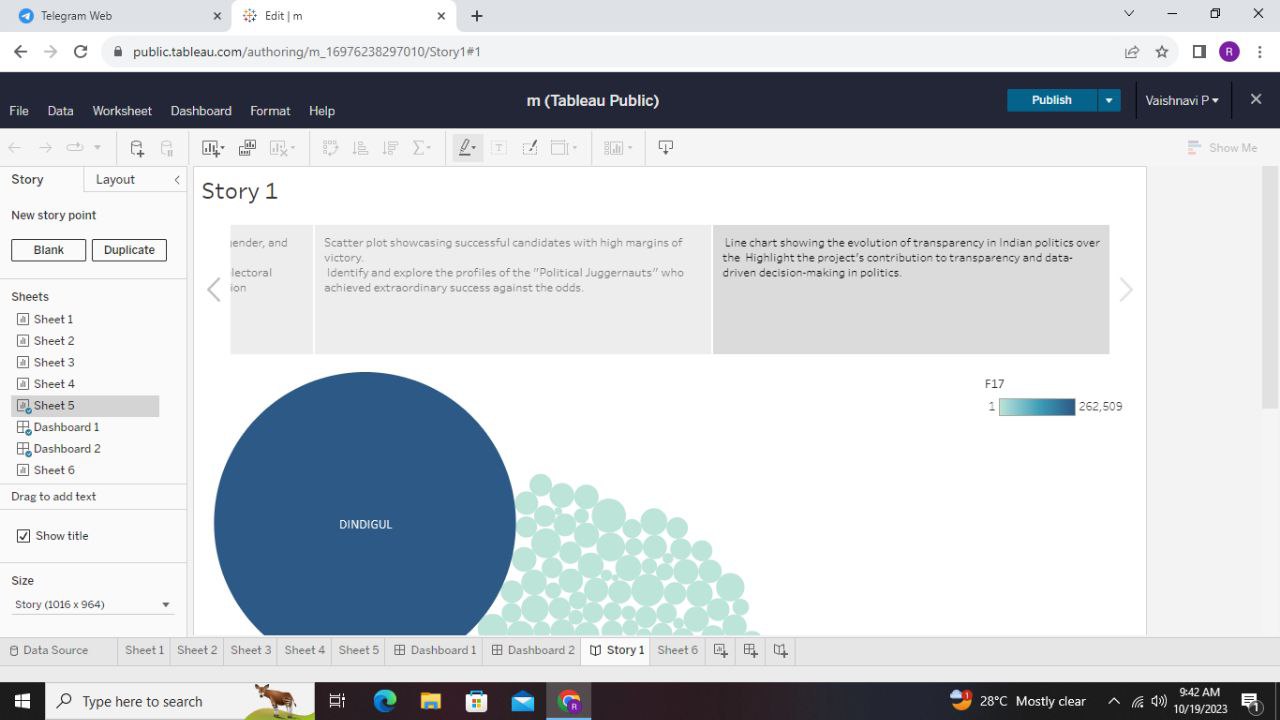 Telegram Web
Edit | m
public.tableau.com/authoring/m_16976238297010/Story1#1
R
m (Tableau Public)
File Data Worksheet Dashboard Format Help
Publish
Vaishnavi P
Show Me
Story Layout
New story point
Blank Duplicate
Sheets
Sheet 1
Sheet 2
Sheet 3
Sheet 4
Sheet 5
Dashboard 1
Dashboard 2
Sheet 6
Drag to add text
Show title
Size
Story (1016 x 964)
Story 1
gender, and
lectoral
ion
Scatter plot showcasing successful candidates with high margins of
victory.
Identify and explore the profiles of the "Political Juggernauts" who
achieved extraordinary success against the odds.
Line chart showing the evolution of transparency in Indian politics over
the Highlight the project's contribution to transparency and data-
driven decision-making in politics.
F17
1 262,509
DINDIGUL
Data Source Sheet 1 Sheet 2 Sheet 3 Sheet 4 Sheet 5 Dashboard 1 Dashboard 2 Story 1 Sheet 6
Type here to search
R
1
28°C Mostly clear
9:42 AM
10/19/2023
1